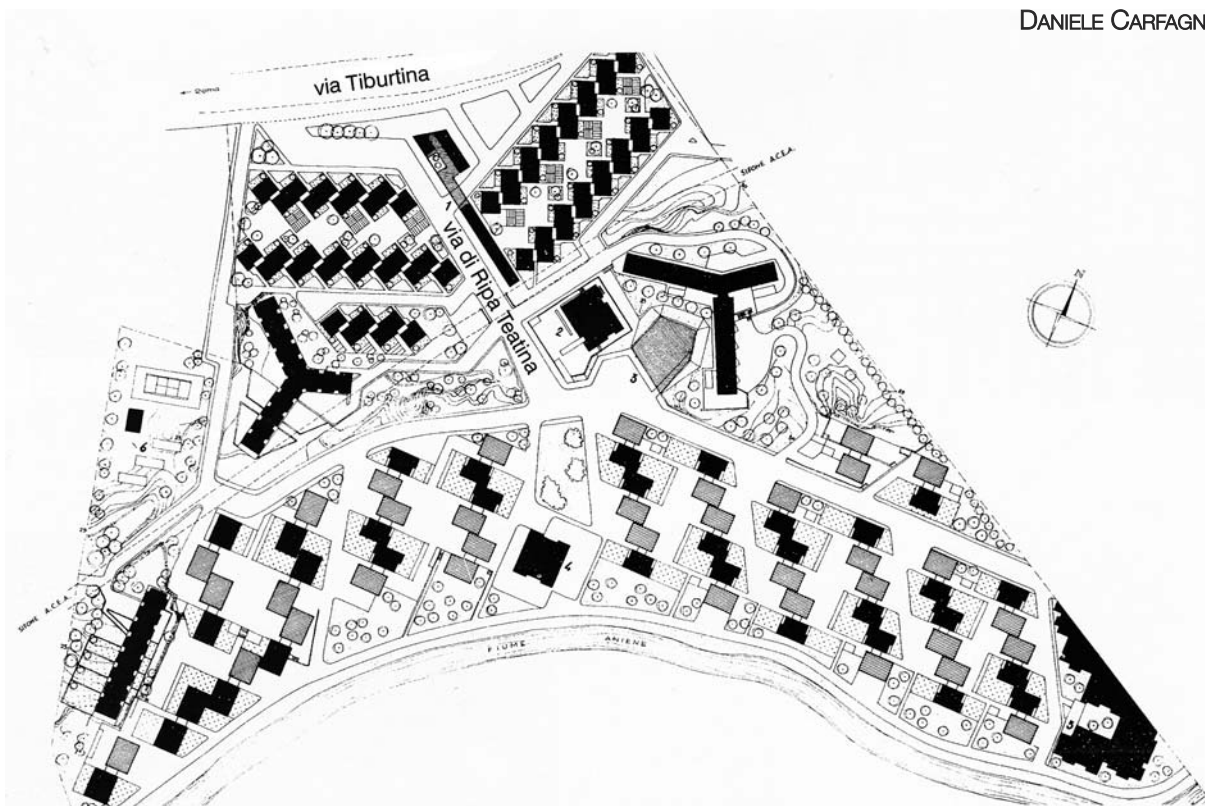 DANIELE CARFAGN
via Tiburtina
Roma
SIFONE A.C.E.A.
via di Ripa Teatina
1
2
N
3
6
4
SIFONE A.C.E.A.
FIUME ANIENE
5